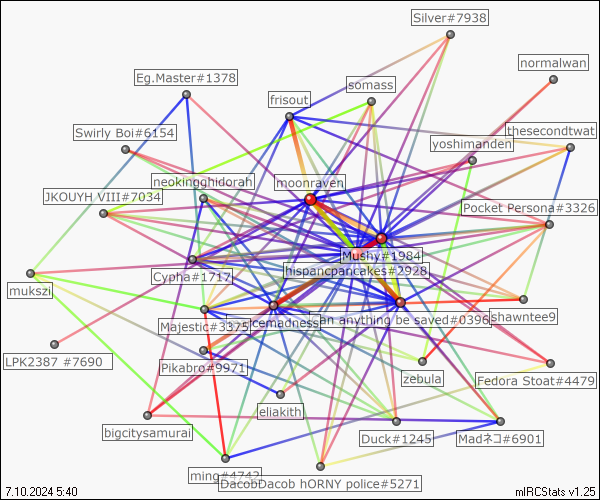 Silver#7938
normalwan
Eg.Master#1378
somass
frisout
Swirly Boi#6154
thesecondtwat
yoshimanden
neokingghidorah
moonraven
JKOUYH VIII#7034
Pocket Persona#3326
Mushy#1984
hispancpancakes#2928
Cypha#1717
mukszi
shawntee9
icemadness
an anything be saved#0396
Majestic#3375
LPK2387 #7690
Pikabro#9971
zebula
Fedora Stoat#4479
eliakith
bigcitysamurai
Duck#1245
Madネコ#6901
ming#4742
DacobDacob hORNY police#5271
7.10.2024 5:40
mIRCStats v1.25